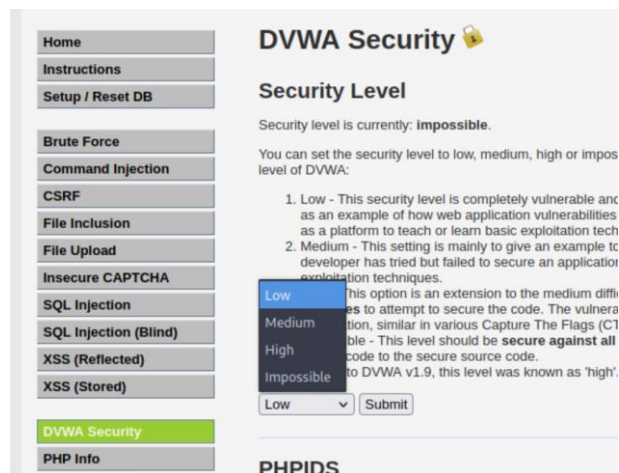 Home
Instructions
Setup / Reset DB
Brute Force
Command Injection
CSRF
File Inclusion
File Upload
Insecure CAPTCHA
SQL Injection
SQL Injection (Blind)
XSS (Reflected)
XSS (Stored)
DVWA Security
PHP Info
DVWA Security
Security Level
Security level is currently: impossible.
You can set the security level to low, medium, high or impos
level of DVWA:
1. Low - This security level is completely vulnerable and
as an example of how web application vulnerabilities
as a platform to teach or learn basic exploitation tech
2. Medium - This setting is mainly to give an example to
developer has tried but failed to secure an application
exploitation techniques.
This option is an extension to the medium diffi
es to attempt to secure the code. The vulnera
tion, similar in various Capture The Flags (CT
ble - This level should be secure against all
code to the secure source code.
to DVWA v1.9, this level was known as 'high'.
Low
Medium
High
Impossible
Low Submit
PHPIDS